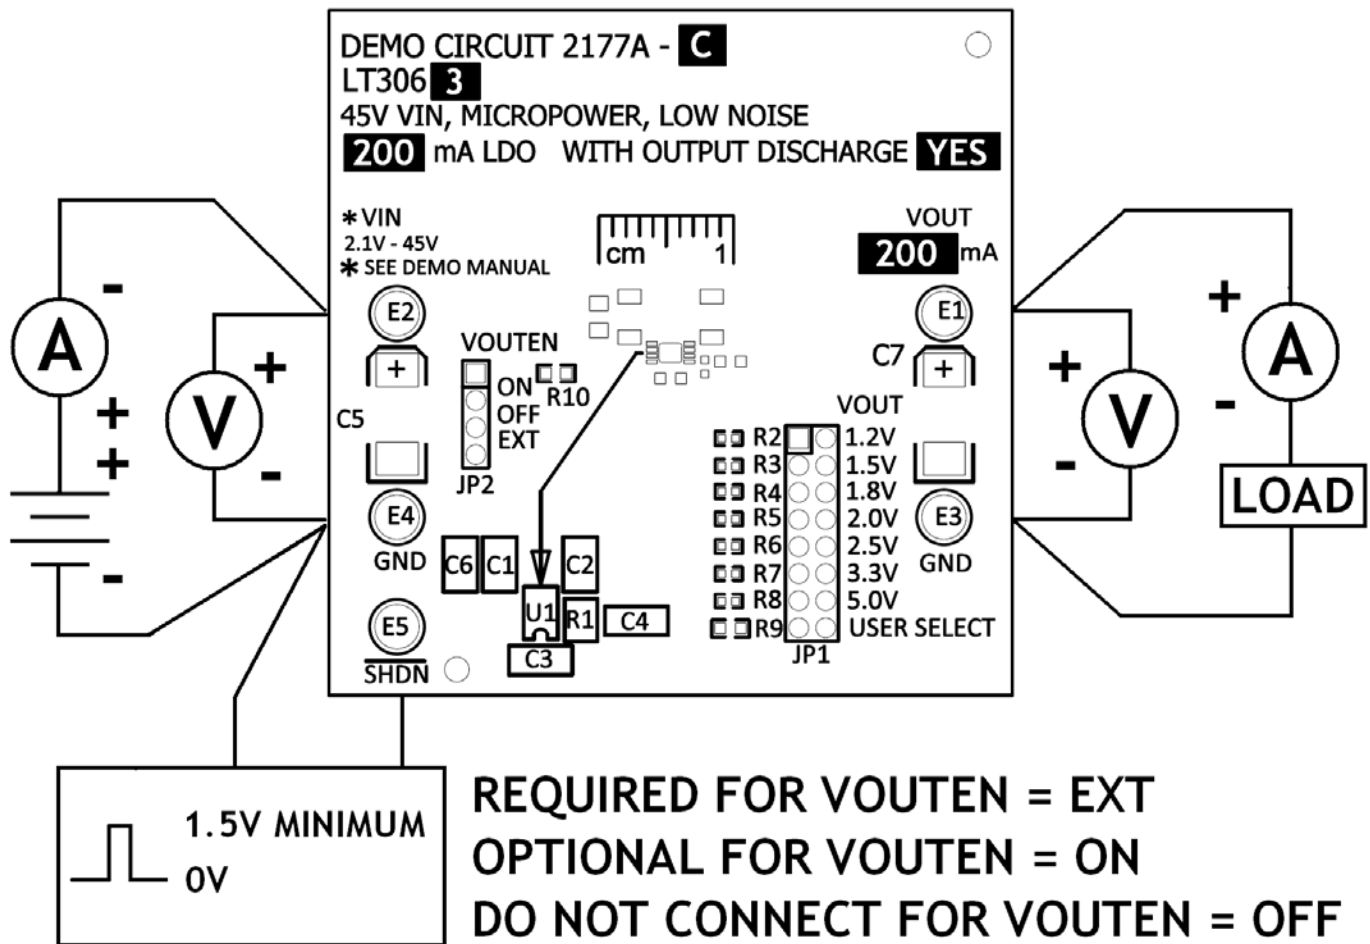 DEMO CIRCUIT 2177A - C
LT306 3
45V VIN, MICROPOWER, LOW NOISE
200 mA LDO WITH OUTPUT DISCHARGE YES
* VIN
2.1V - 45V
* SEE DEMO MANUAL
cm 1
VOUT
200 mA
E2
E1
VOUTEN
ON
OFF
EXT
JP2
R10
C5
+
C7
+
VOUT
R2 1.2V
R3 1.5V
R4 1.8V
R5 2.0V
R6 2.5V
R7 3.3V
R8 5.0V
R9 USER SELECT
JP1
E4
GND
E3
GND
C6 C1 C2
U1 R1 C4
C3
E5
SHDN
-
A
+
+
-
+
V
-
+
V
-
+
A
-
LOAD
1.5V MINIMUM
0V
REQUIRED FOR VOUTEN = EXT
OPTIONAL FOR VOUTEN = ON
DO NOT CONNECT FOR VOUTEN = OFF